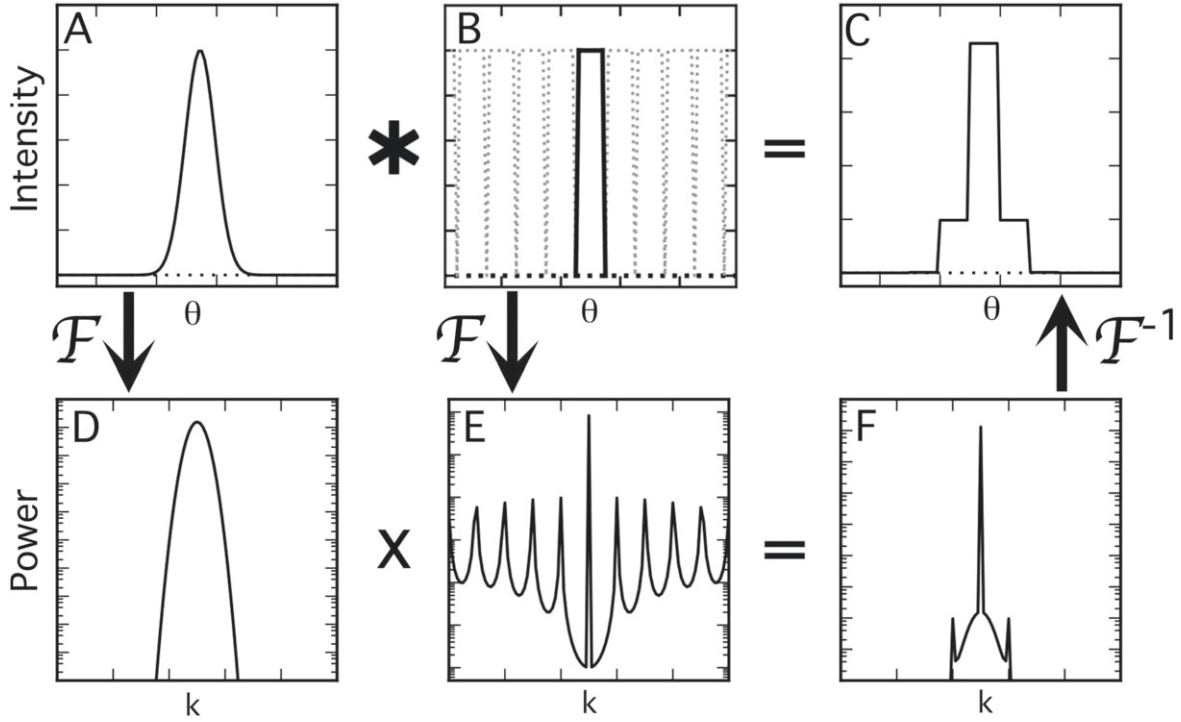 A
B
C
Intensity
*
=
θ
θ
θ
ℱ
ℱ
ℱ-1
D
E
F
Power
x
=
k
k
k